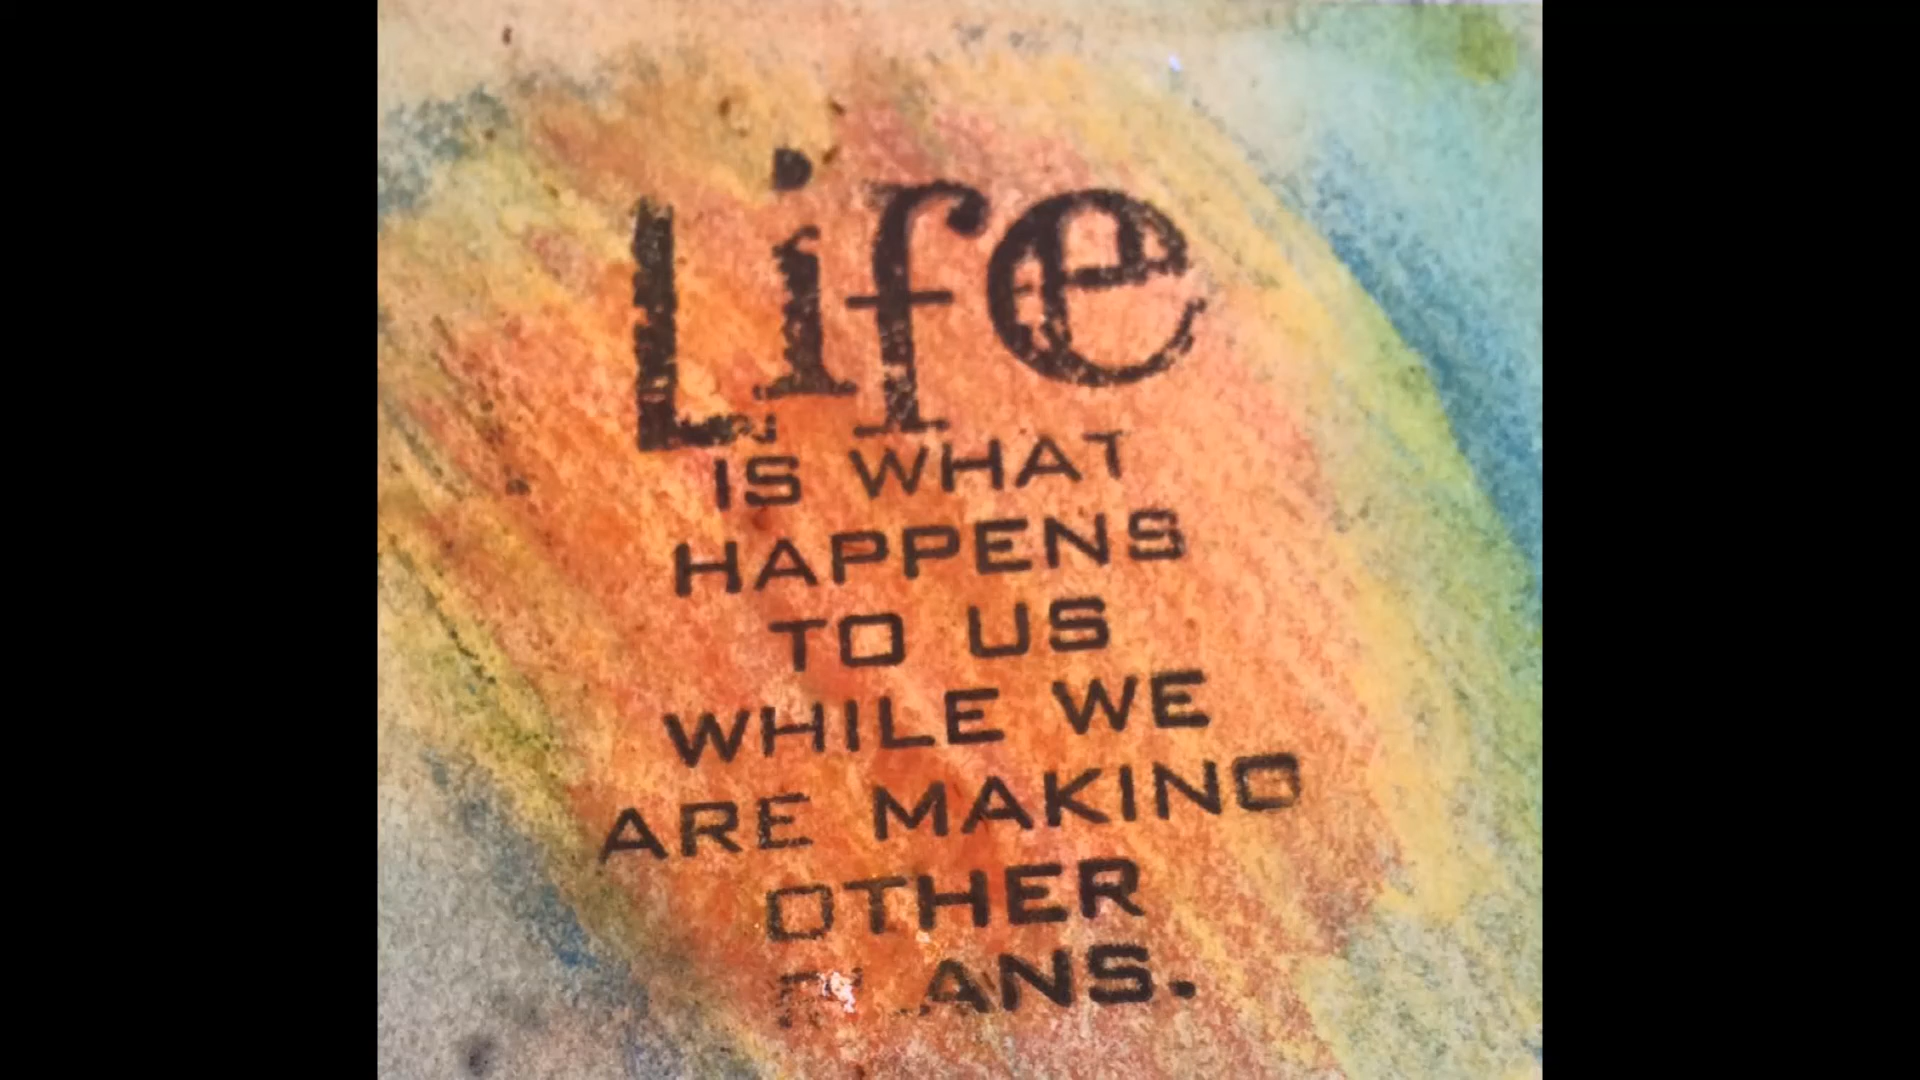 Life
IS WHAT
HAPPENS
TO US
WHILE WE
ARE MAKING
OTHER
PLANS.